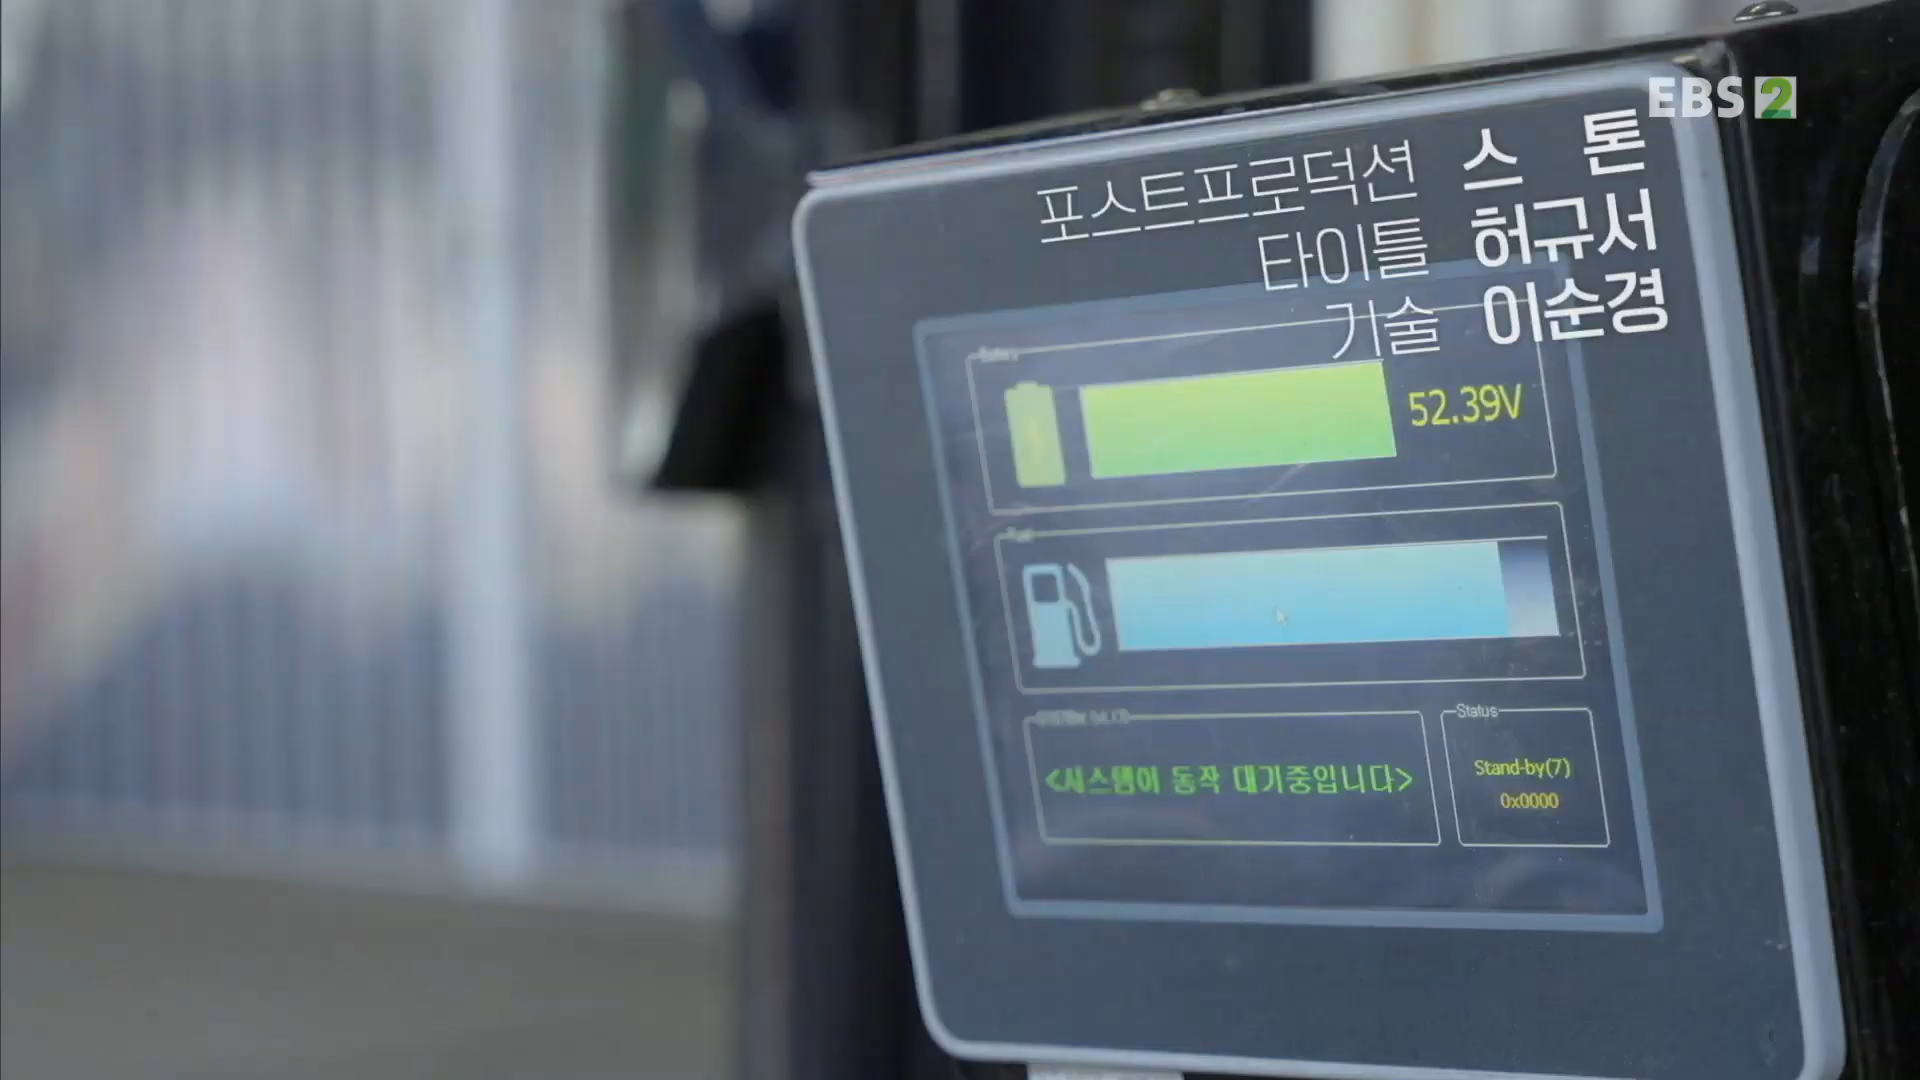 EBS 2
포스트프로덕션 스 톤
타이틀 허규서
기술 이순경
52.39V
<시스템이 동작 대기중입니다>
Status
Stand-by(7)
0x0000